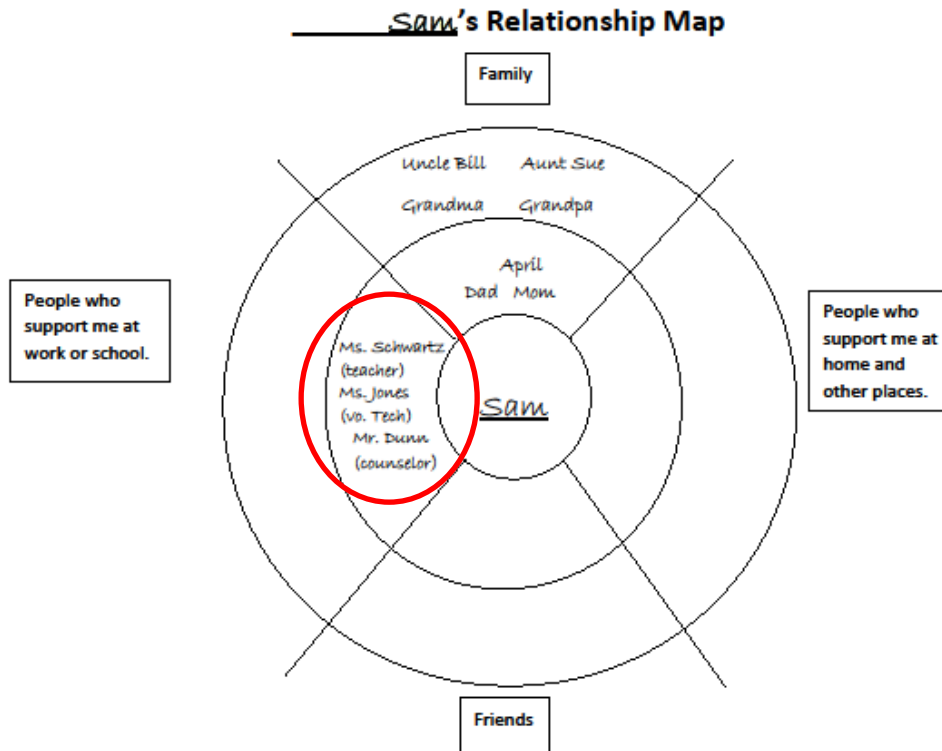 Sam's Relationship Map
Family
Uncle Bill Aunt Sue
Grandma Grandpa
April
Dad Mom
People who
support me at
work or school.
Ms. Schwartz
(teacher)
Ms. Jones
(vo. Tech)
Mr. Dunn
(counselor)
Sam
People who
support me at
home and
other places.
Friends